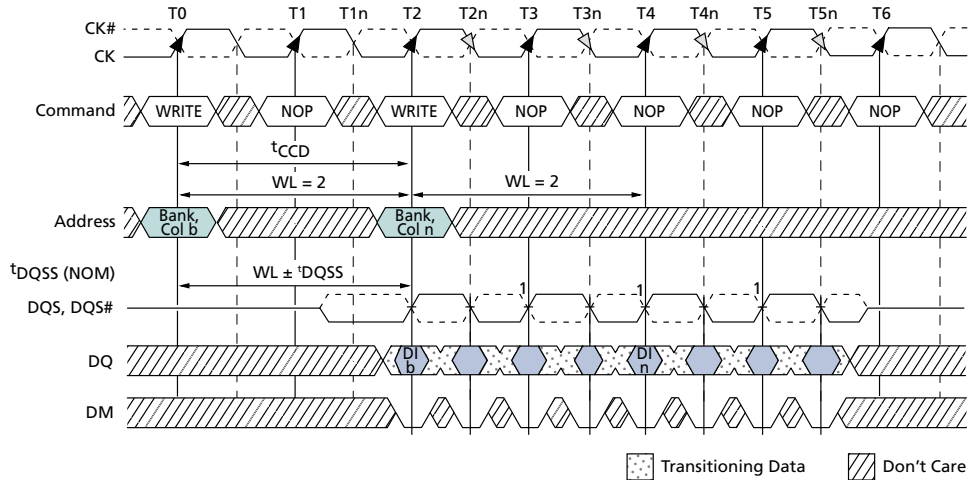 T0 T1 T1n T2 T2n T3 T3n T4 T4n T5 T5n T6
CK#
CK
Command WRITE NOP WRITE NOP NOP NOP NOP
tCCD
WL = 2 WL = 2
Address Bank, Col b Bank, Col n
tDQSS (NOM)
WL ± tDQSS
1 1 1
DQS, DQS#
DQ DI b DI n
DM
Transitioning Data Don't Care